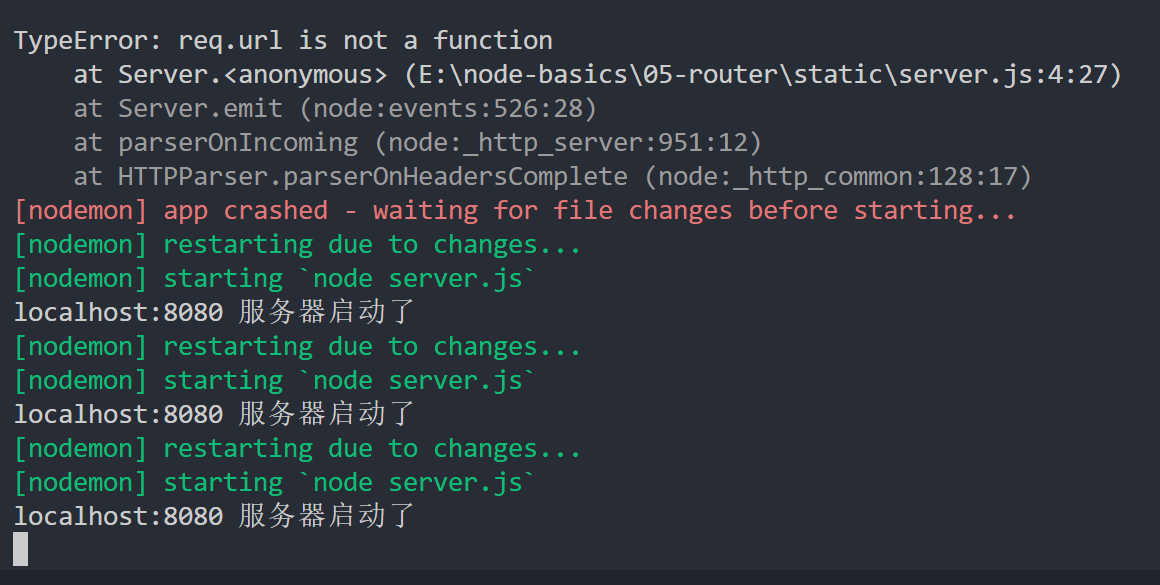 TypeError: req.url is not a function
    at Server.<anonymous> (E:\node-basics\05-router\static\server.js:4:27)
    at Server.emit (node:events:526:28)
    at parserOnIncoming (node:_http_server:951:12)
    at HTTPParser.parserOnHeadersComplete (node:_http_common:128:17)
[nodemon] app crashed - waiting for file changes before starting...
[nodemon] restarting due to changes...
[nodemon] starting `node server.js`
localhost:8080 服务器启动了
[nodemon] restarting due to changes...
[nodemon] starting `node server.js`
localhost:8080 服务器启动了
[nodemon] restarting due to changes...
[nodemon] starting `node server.js`
localhost:8080 服务器启动了